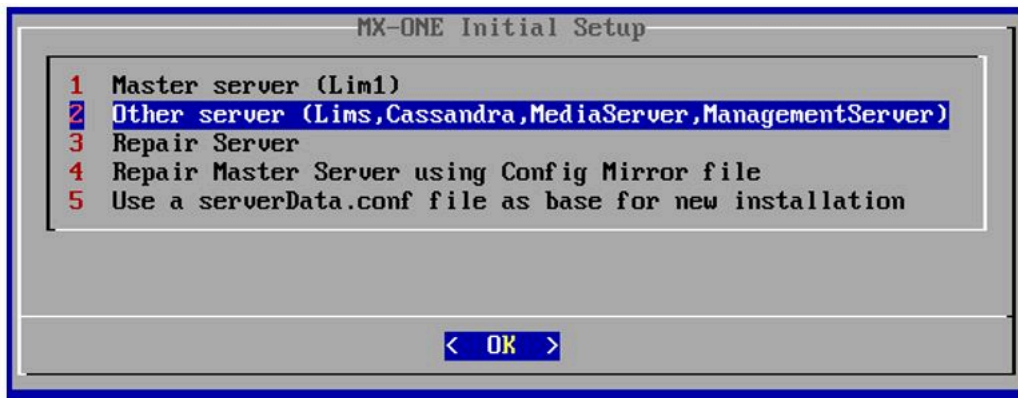 MX-ONE Initial Setup
1 Master server (Lim1)
2 Other server (Lims,Cassandra,MediaServer,ManagementServer)
3 Repair Server
4 Repair Master Server using Config Mirror file
5 Use a serverData.conf file as base for new installation
< OK >